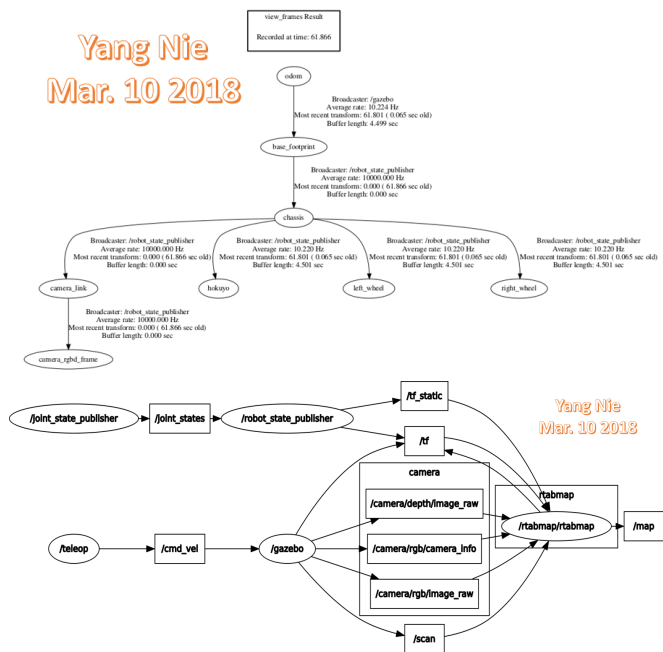 view_frames Result
Recorded at time: 61.866
Yang Nie
Mar. 10 2018
odom
Broadcaster: /gazebo
Average rate: 10.224 Hz
Most recent transform: 61.801 ( 0.065 sec old)
Buffer length: 4.499 sec
base_footprint
Broadcaster: /robot_state_publisher
Average rate: 10000.000 Hz
Most recent transform: 0.000 ( 61.866 sec old)
Buffer length: 0.000 sec
chassis
Broadcaster: /robot_state_publisher
Average rate: 10000.000 Hz
Most recent transform: 0.000 ( 61.866 sec old)
Buffer length: 0.000 sec
Broadcaster: /robot_state_publisher
Average rate: 10.220 Hz
Most recent transform: 61.801 ( 0.065 sec old)
Buffer length: 4.501 sec
Broadcaster: /robot_state_publisher
Average rate: 10.220 Hz
Most recent transform: 61.801 ( 0.065 sec old)
Buffer length: 4.501 sec
Broadcaster: /robot_state_publisher
Average rate: 10.220 Hz
Most recent transform: 61.801 ( 0.065 sec old)
Buffer length: 4.501 sec
camera_link
hokuyo
left_wheel
right_wheel
Broadcaster: /robot_state_publisher
Average rate: 10000.000 Hz
Most recent transform: 0.000 ( 61.866 sec old)
Buffer length: 0.000 sec
camera_rgbd_frame
/joint_state_publisher
/joint_states
/robot_state_publisher
/tf_static
/tf
Yang Nie
Mar. 10 2018
camera
/camera/depth/image_raw
/camera/rgb/camera_info
/camera/rgb/image_raw
rtabmap
/rtabmap/rtabmap
/map
/teleop
/cmd_vel
/gazebo
/scan